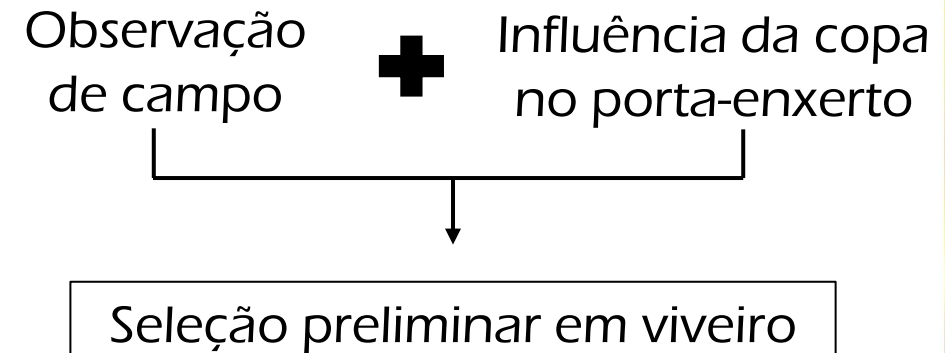 Observação
de campo
Influência da copa
no porta-enxerto
Seleção preliminar em viveiro